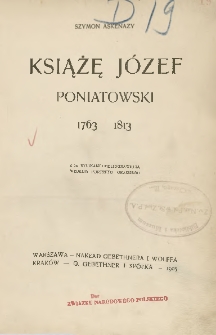 D 19
SZYMON ASKENAZY
KSIĄŻĘ JÓZEF
PONIATOWSKI
1763 1813
WARSZAWA — NAKŁAD GEBETHNERA I WOLFFA
KRAKÓW — G. GEBETHNER I SPÓŁKA — 1905
Dar
ZWIĄZKU NARODOWEGO POLSKIEGO